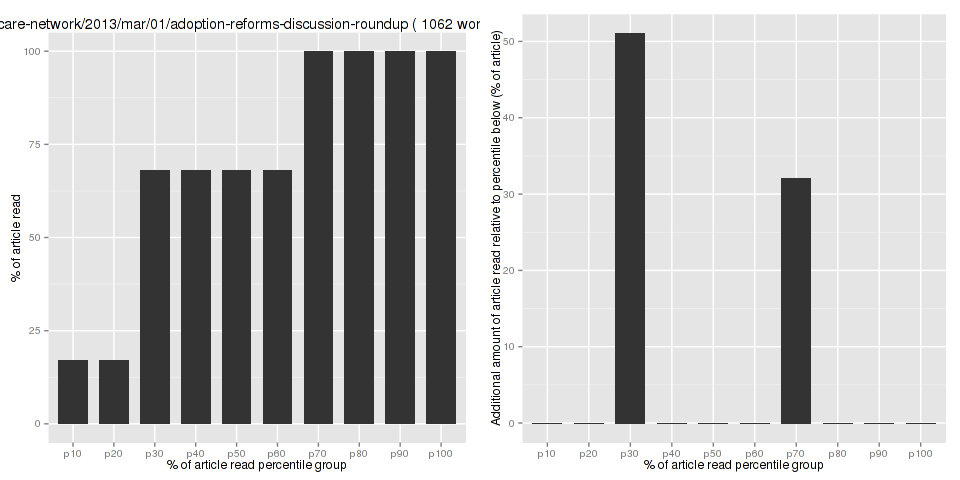 care-network/2013/mar/01/adoption-reforms-discussion-roundup ( 1062 wor
% of article read
100
75
50
25
0
p10 p20 p30 p40 p50 p60 p70 p80 p90 p100
% of article read percentile group
Additional amount of article read relative to percentile below (% of article)
50
40
30
20
10
0
p10 p20 p30 p40 p50 p60 p70 p80 p90 p100
% of article read percentile group